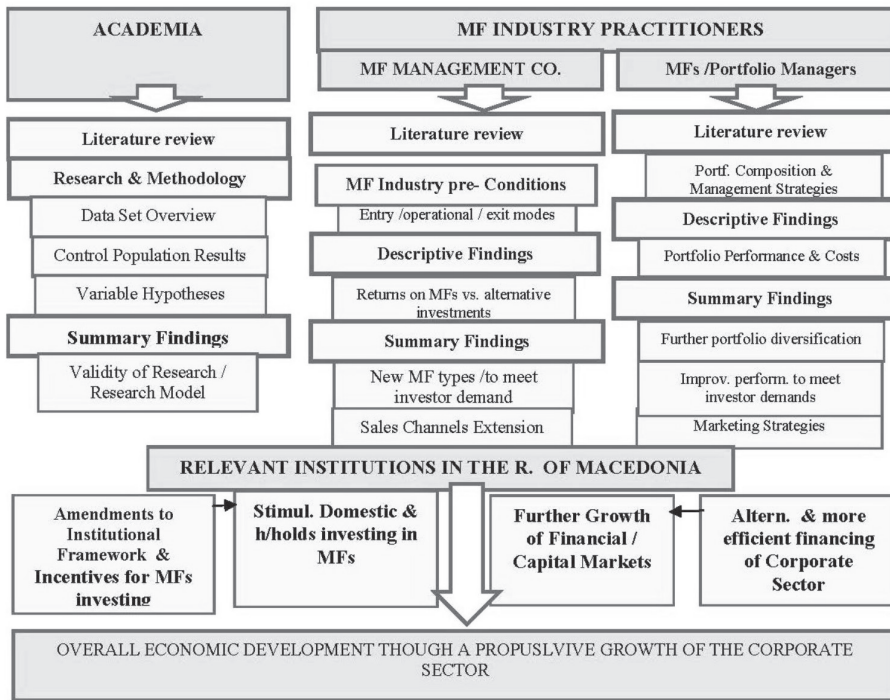 ACADEMIA
MF INDUSTRY PRACTITIONERS
MF MANAGEMENT CO.
MFs /Portfolio Managers
Literature review
Research & Methodology
Data Set Overview
Control Population Results
Variable Hypotheses
Summary Findings
Validity of Research /
Research Model
Literature review
MF Industry pre- Conditions
Entry /operational / exit modes
Descriptive Findings
Returns on MFs vs. alternative
investments
Summary Findings
New MF types /to meet
investor demand
Sales Channels Extension
Literature review
Portf. Composition &
Management Strategies
Descriptive Findings
Portfolio Performance & Costs
Summary Findings
Further portfolio diversification
Improv. perform. to meet
investor demands
Marketing Strategies
RELEVANT INSTITUTIONS IN THE R. OF MACEDONIA
Amendments to
Institutional
Framework &
Incentives for MFs
investing
Stimul. Domestic &
h/holds investing in
MFs
Further Growth
of Financial /
Capital Markets
Altern. & more
efficient financing
of Corporate
Sector
OVERALL ECONOMIC DEVELOPMENT THOUGH A PROPUSLVIVE GROWTH OF THE CORPORATE
SECTOR